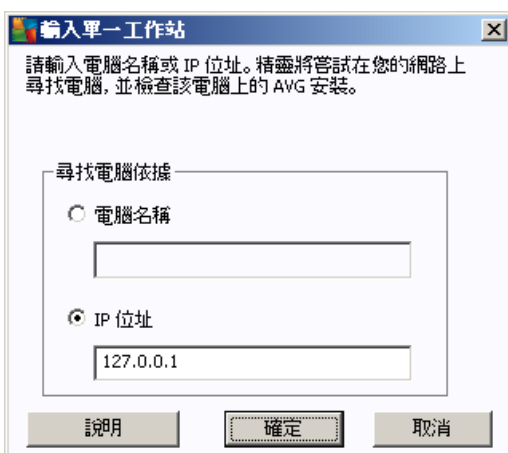 輸入單一工作站
請輸入電腦名稱或 IP 位址。精靈將嘗試在您的網路上
尋找電腦, 並檢查該電腦上的 AVG 安裝。
尋找電腦依據
電腦名稱
IP 位址
127.0.0.1
說明
確定
取消